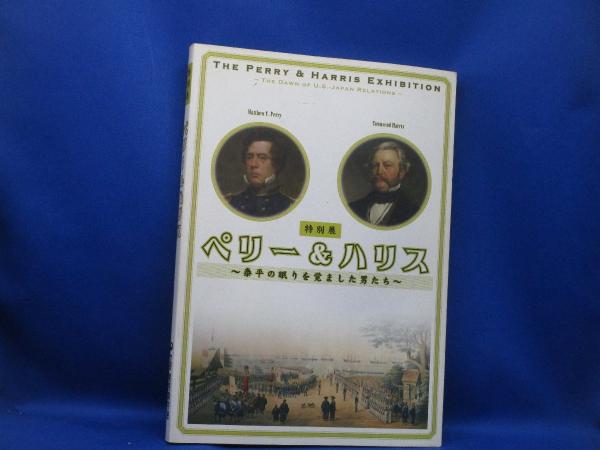 THE PERRY & HARRIS EXHIBITION
~ THE DAWN OF U.S.-JAPAN RELATIONS ~
Matthew C. Perry
Townsend Harris
特別展
ペリー&ハリス
~泰平の眠りを覚ました男たち~